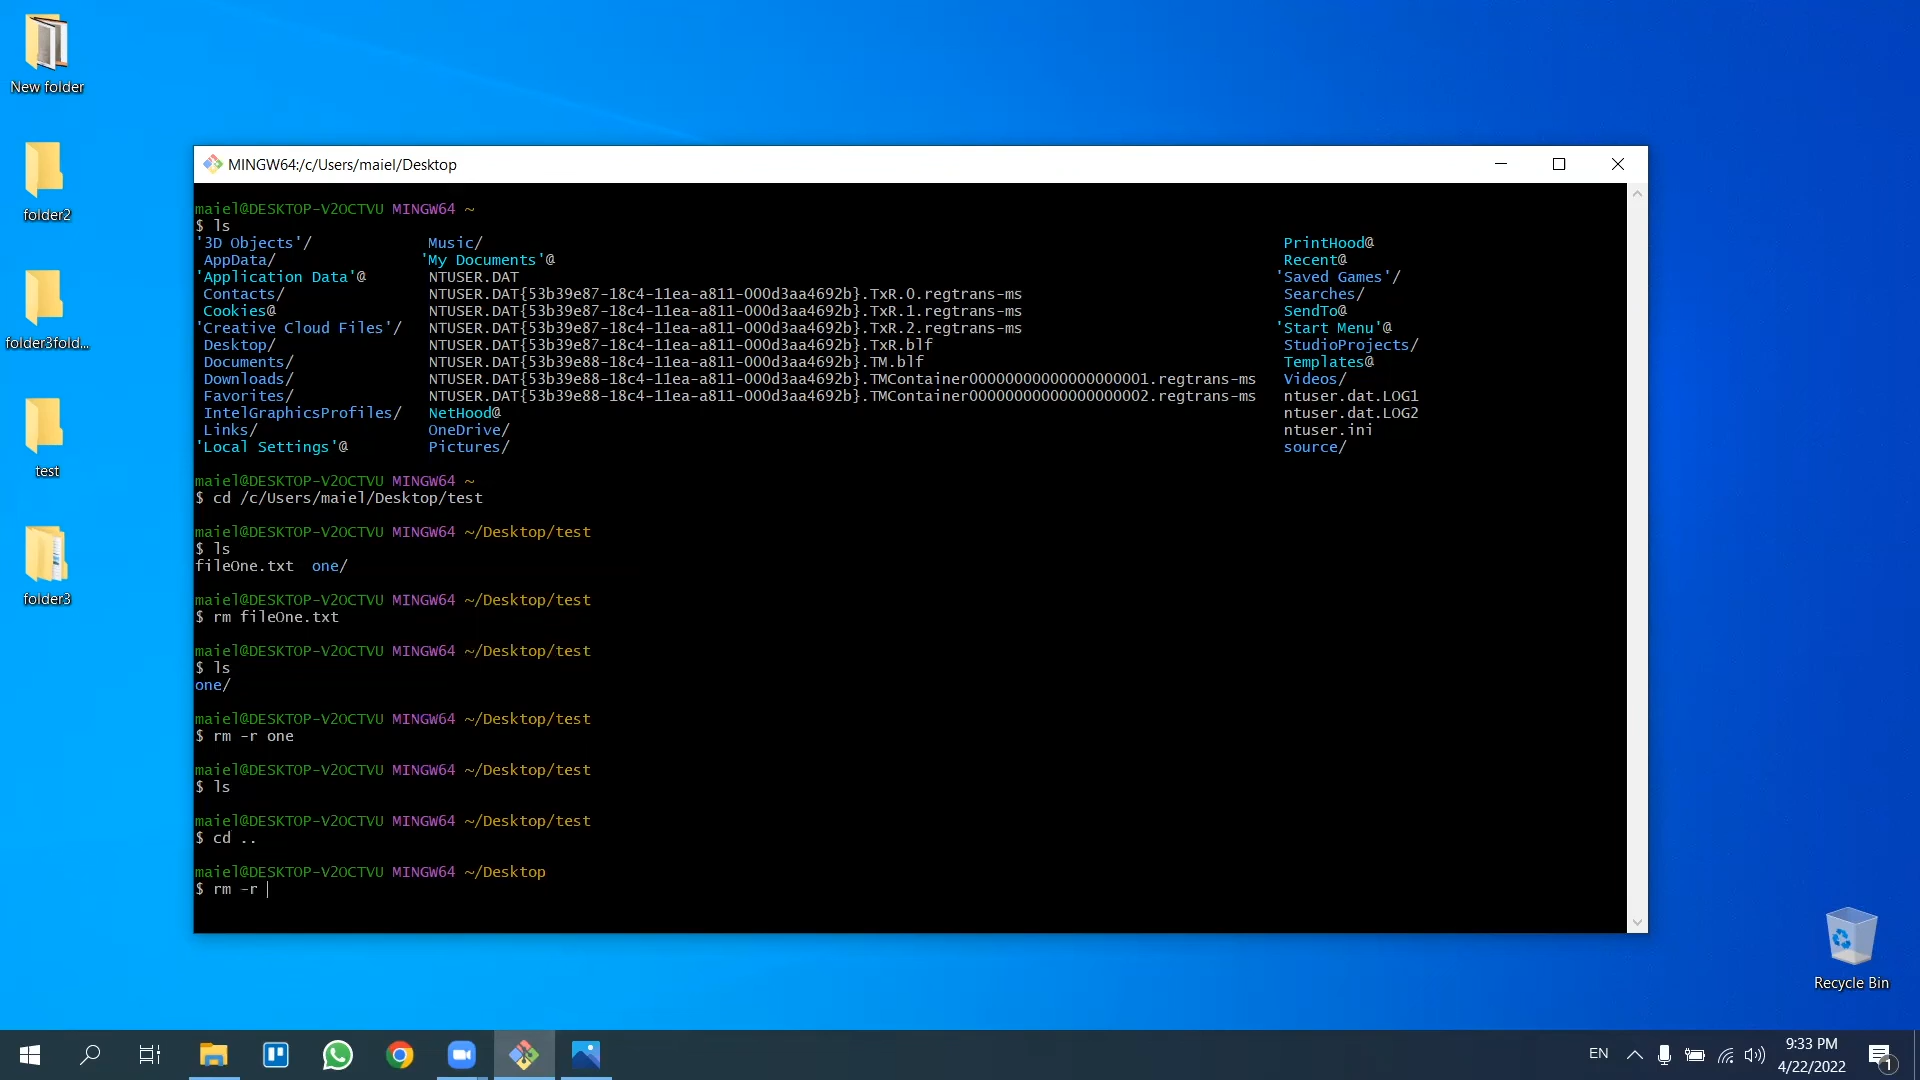 New folder
folder2
folder3fold...
test
folder3
MINGW64:/c/Users/maiel/Desktop
maiel@DESKTOP-V2OCTVU MINGW64 ~
$ ls
'3D Objects'/ Music/ PrintHood@
AppData/ 'My Documents'@ Recent@
'Application Data'@ NTUSER.DAT 'Saved Games'/
Contacts/ NTUSER.DAT{53b39e87-18c4-11ea-a811-000d3aa4692b}.TxR.0.regtrans-ms Searches/
Cookies@ NTUSER.DAT{53b39e87-18c4-11ea-a811-000d3aa4692b}.TxR.1.regtrans-ms SendTo@
'Creative Cloud Files'/ NTUSER.DAT{53b39e87-18c4-11ea-a811-000d3aa4692b}.TxR.2.regtrans-ms 'Start Menu'@
Desktop/ NTUSER.DAT{53b39e87-18c4-11ea-a811-000d3aa4692b}.TxR.blf StudioProjects/
Documents/ NTUSER.DAT{53b39e88-18c4-11ea-a811-000d3aa4692b}.TM.blf Templates@
Downloads/ NTUSER.DAT{53b39e88-18c4-11ea-a811-000d3aa4692b}.TMContainer00000000000000000001.regtrans-ms Videos/
Favorites/ NTUSER.DAT{53b39e88-18c4-11ea-a811-000d3aa4692b}.TMContainer00000000000000000002.regtrans-ms ntuser.dat.LOG1
IntelGraphicsProfiles/ NetHood@ ntuser.dat.LOG2
Links/ OneDrive/ ntuser.ini
'Local Settings'@ Pictures/ source/
maiel@DESKTOP-V2OCTVU MINGW64 ~
$ cd /c/Users/maiel/Desktop/test
maiel@DESKTOP-V2OCTVU MINGW64 ~/Desktop/test
$ ls
fileOne.txt one/
maiel@DESKTOP-V2OCTVU MINGW64 ~/Desktop/test
$ rm fileOne.txt
maiel@DESKTOP-V2OCTVU MINGW64 ~/Desktop/test
$ ls
one/
maiel@DESKTOP-V2OCTVU MINGW64 ~/Desktop/test
$ rm -r one
maiel@DESKTOP-V2OCTVU MINGW64 ~/Desktop/test
$ ls
maiel@DESKTOP-V2OCTVU MINGW64 ~/Desktop/test
$ cd ..
maiel@DESKTOP-V2OCTVU MINGW64 ~/Desktop
$ rm -r
Recycle Bin
EN
9:33 PM
4/22/2022
1